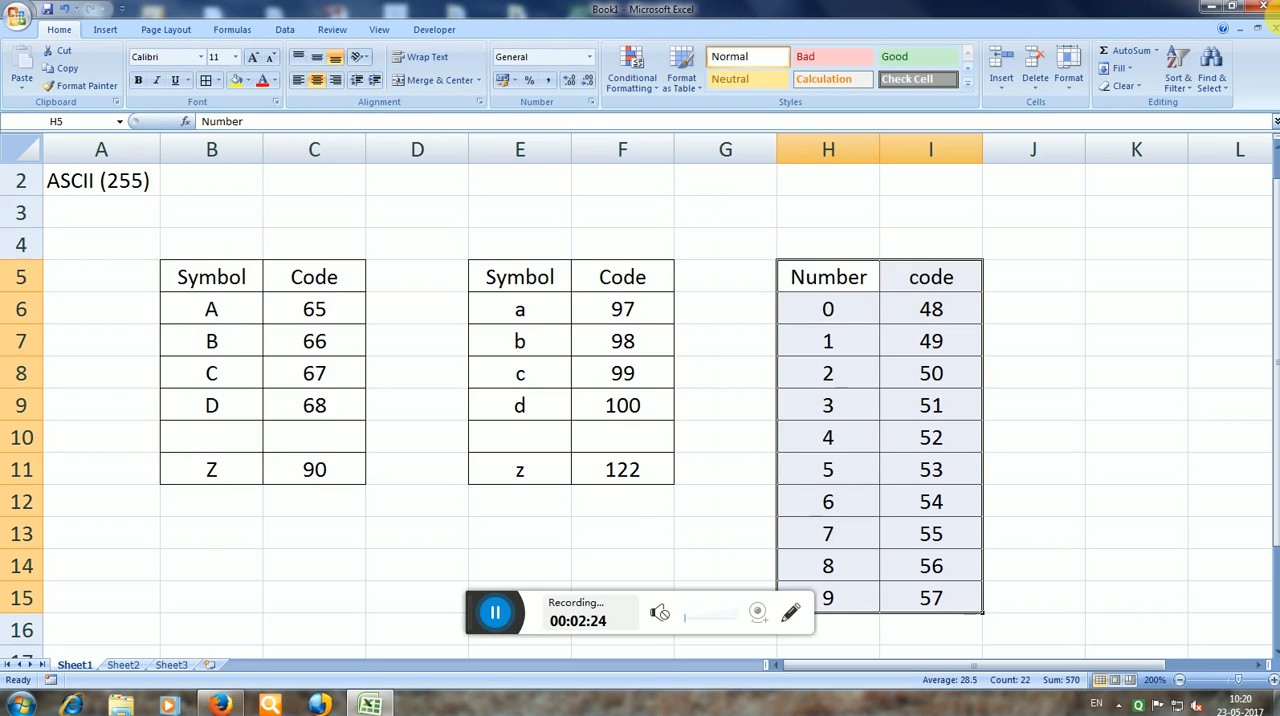 Book1 - Microsoft Excel
Home Insert Page Layout Formulas Data Review View Developer
Paste
Cut
Copy
Format Painter
Clipboard
Calibri 11
B I U
Font
Wrap Text
Merge & Center
Alignment
General
Number
Conditional Formatting
Format as Table
Normal Bad Good
Neutral Calculation Check Cell
Styles
Insert Delete Format
Cells
AutoSum
Fill
Clear
Sort & Filter
Find & Select
Editing
H5 fx Number
A B C D E F G H I J K L
2 ASCII (255)
3
4
5 Symbol Code Symbol Code Number code
6 A 65 a 97 0 48
7 B 66 b 98 1 49
8 C 67 c 99 2 50
9 D 68 d 100 3 51
10 4 52
11 Z 90 z 122 5 53
12 6 54
13 7 55
14 8 56
15 9 57
16
Recording...
00:02:24
Sheet1 Sheet2 Sheet3
Ready Average: 28.5 Count: 22 Sum: 570 200%
EN 10:20
23-05-2017